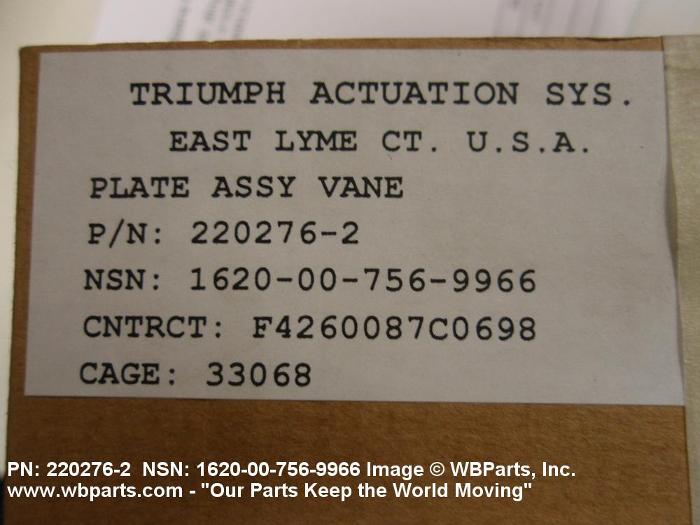 TRIUMPH ACTUATION SYS.
EAST LYME CT. U.S.A.
PLATE ASSY VANE
P/N: 220276-2
NSN: 1620-00-756-9966
CNTRCT: F4260087C0698
CAGE: 33068
PN: 220276-2 NSN: 1620-00-756-9966 Image © WBParts, Inc.
www.wbparts.com - "Our Parts Keep the World Moving"